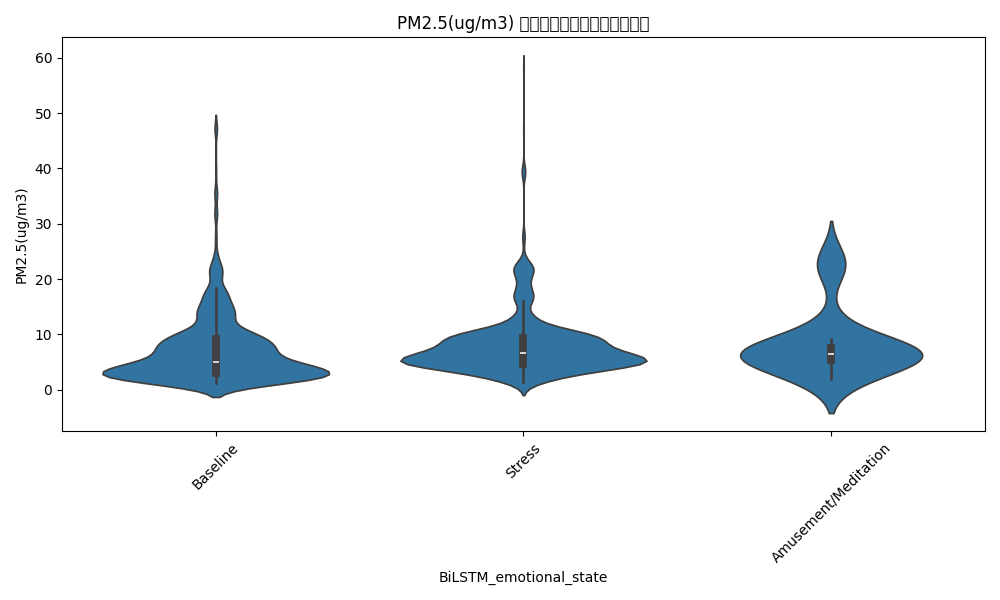 PM2.5(ug/m3)
PM2.5(ug/m3)
60
50
40
30
20
10
0
Baseline
Stress
Amusement/Meditation
BiLSTM_emotional_state